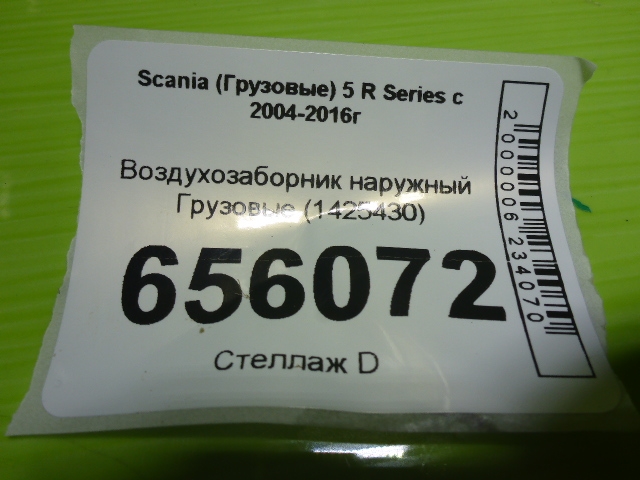 Scania (Грузовые) 5 R Series с
2004-2016г
Воздухозаборник наружный
Грузовые (1425430)
656072
Стеллаж D
2000006234070